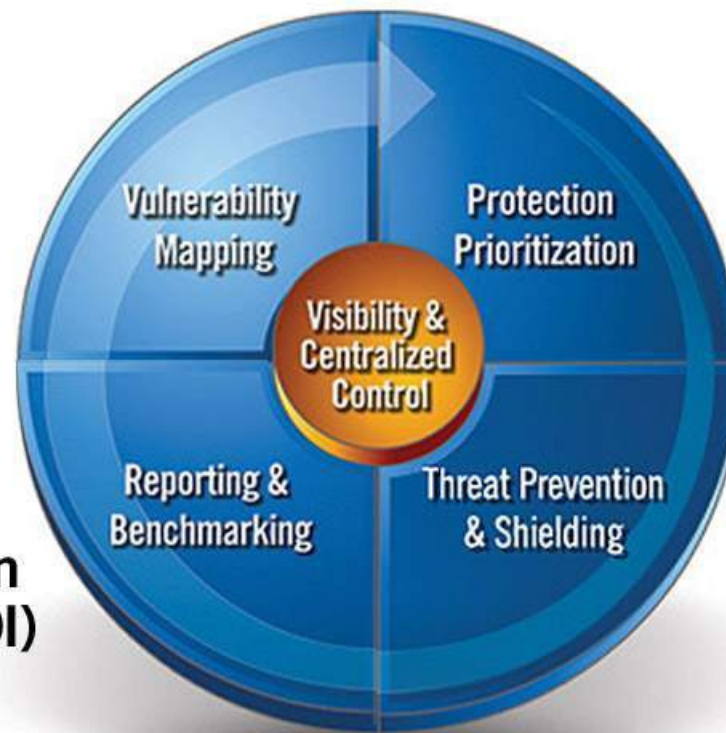 Vulnerability
Mapping
Protection
Prioritization
Visibility &
Centralized
Control
Reporting &
Benchmarking
Threat Prevention
& Shielding